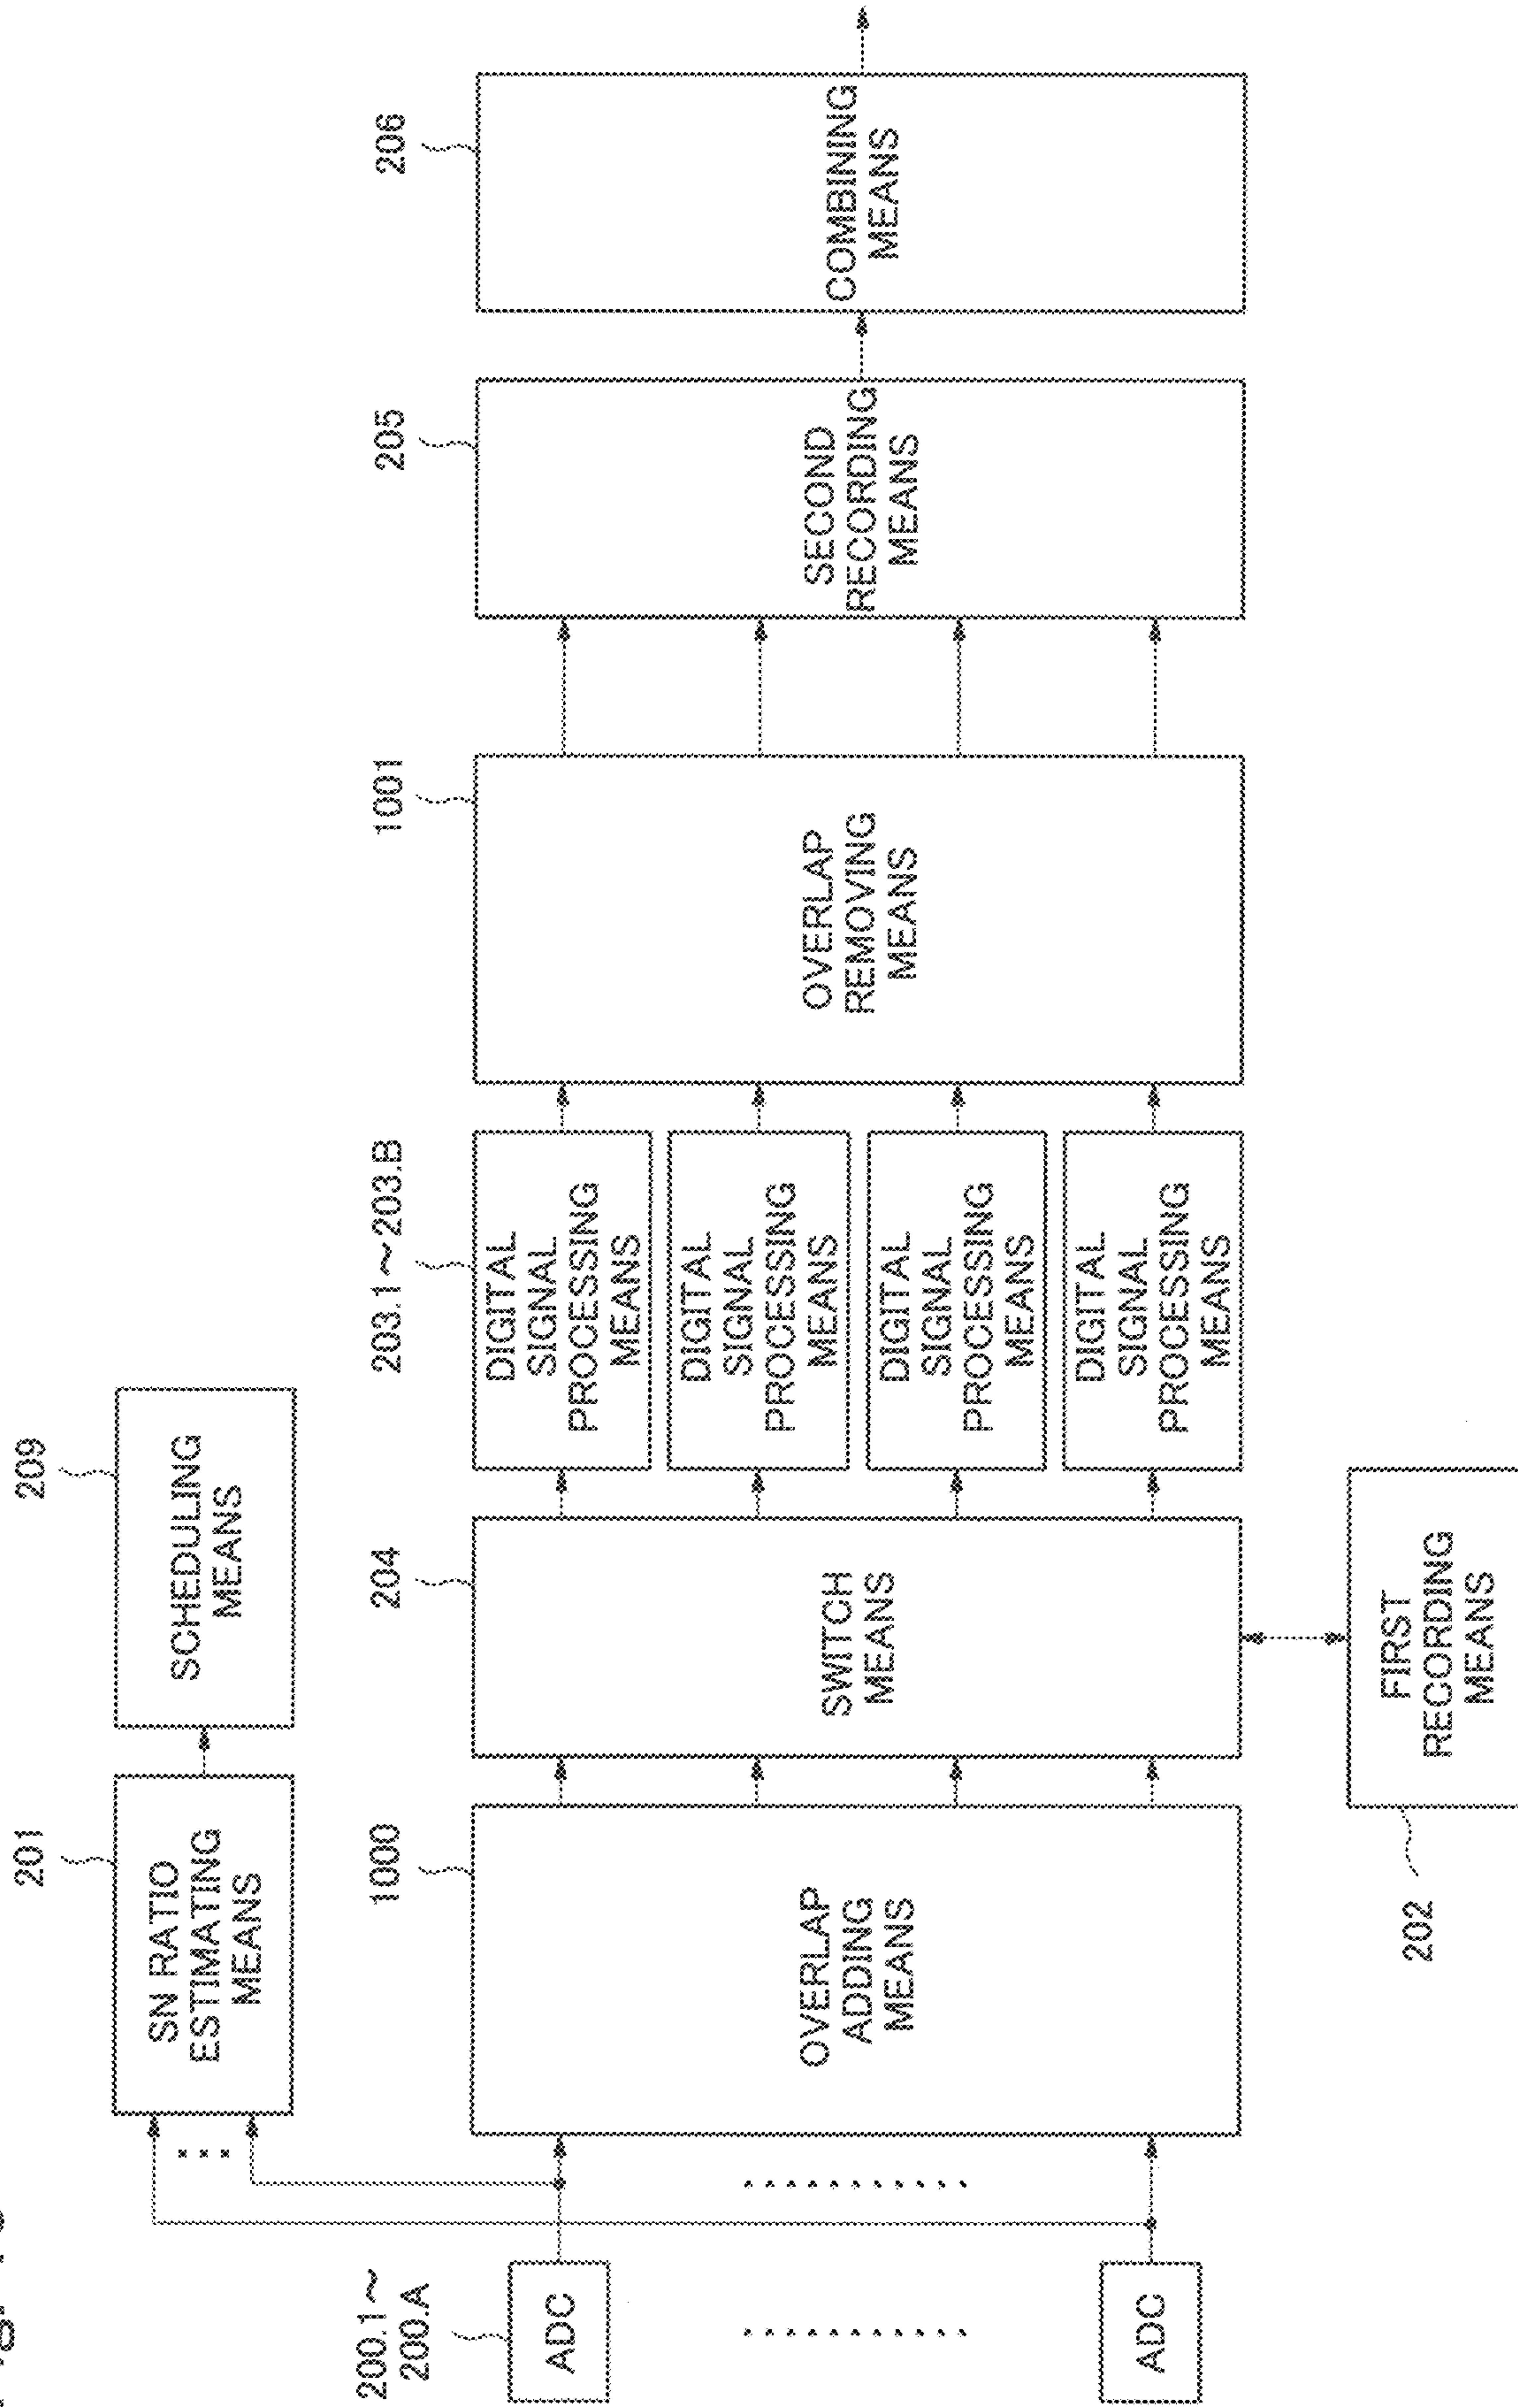 209
SCHEDULING
MEANS
201
SN RATIO
ESTIMATING
MEANS
200.1~
200.A
ADC
ADC
1000
OVERLAP
ADDING
MEANS
204
SWITCH
MEANS
FIRST
RECORDING
MEANS
202
203.1~203.B
DIGITAL
SIGNAL
PROCESSING
MEANS
DIGITAL
SIGNAL
PROCESSING
MEANS
DIGITAL
SIGNAL
PROCESSING
MEANS
DIGITAL
SIGNAL
PROCESSING
MEANS
1001
OVERLAP
REMOVING
MEANS
205
SECOND
RECORDING
MEANS
206
COMBINING
MEANS